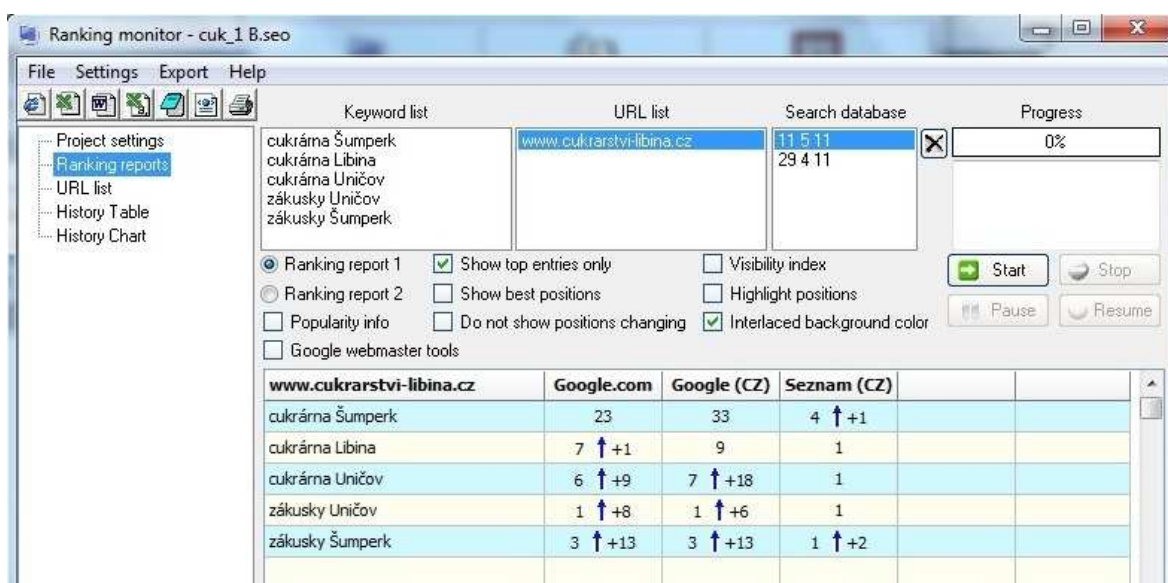 Ranking monitor - cuk_1 B.seo
File Settings Export Help
Keyword list URL list Search database Progress
Project settings
Ranking reports
URL list
History Table
History Chart
cukrárna Šumperk
cukrárna Libina
cukrárna Uničov
zákusky Uničov
zákusky Šumperk
www.cukrarstvi-libina.cz
11 5 11
29 4 11
0%
Ranking report 1 Show top entries only Visibility index Start Stop
Ranking report 2 Show best positions Highlight positions
Popularity info Do not show positions changing Interlaced background color Pause Resume
Google webmaster tools
www.cukrarstvi-libina.cz Google.com Google (CZ) Seznam (CZ)
cukrárna Šumperk 23 33 4 ↑ +1
cukrárna Libina 7 ↑ +1 9 1
cukrárna Uničov 6 ↑ +9 7 ↑ +18 1
zákusky Uničov 1 ↑ +8 1 ↑ +6 1
zákusky Šumperk 3 ↑ +13 3 ↑ +13 1 ↑ +2